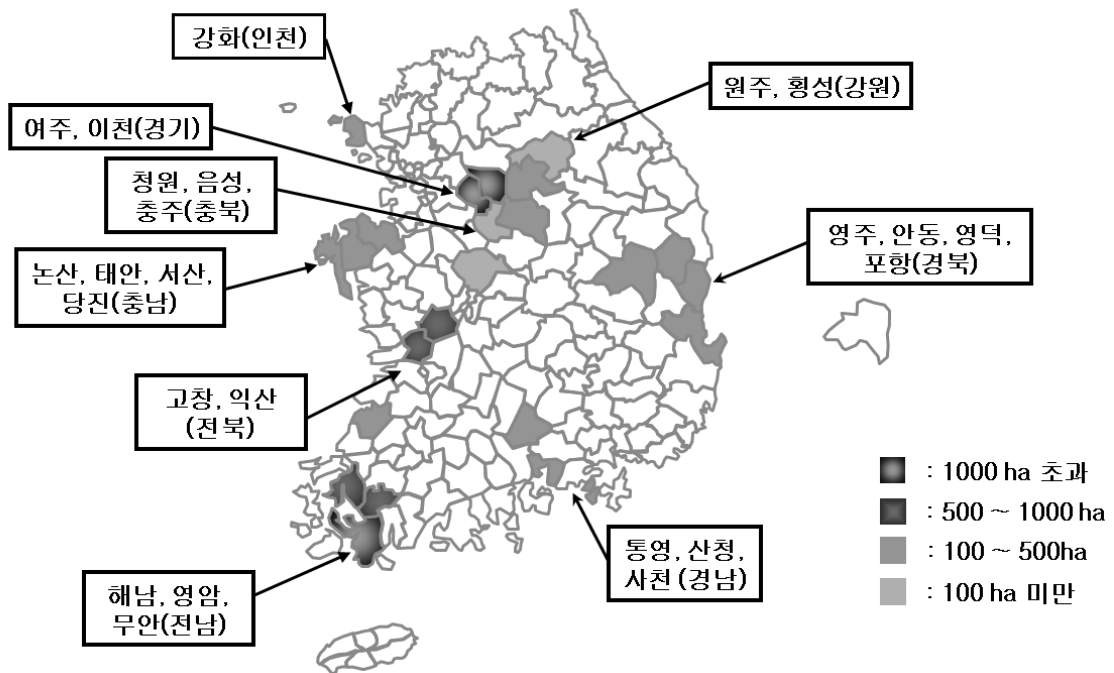 강화(인천)
원주, 횡성(강원)
여주, 이천(경기)
청원, 음성,
충주(충북)
영주, 안동, 영덕,
포항(경북)
논산, 태안, 서산,
당진(충남)
고창, 익산
(전북)
통영, 산청,
사천 (경남)
해남, 영암,
무안(전남)
: 1000 ha 초과
: 500 ~ 1000 ha
: 100 ~ 500ha
: 100 ha 미만